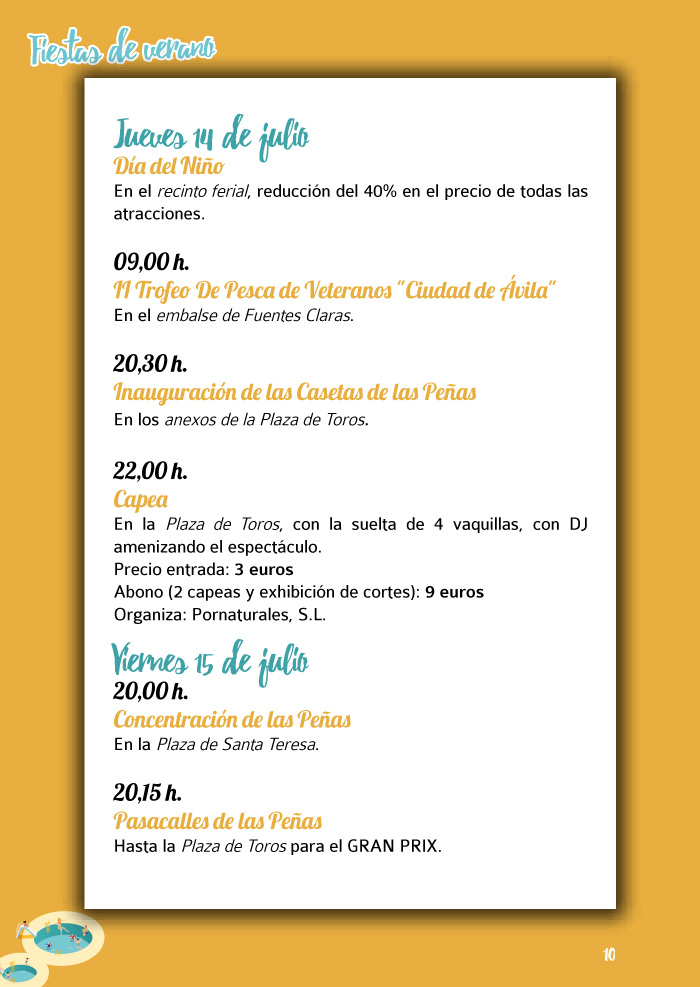 Fiestas de verano
Jueves 14 de julio
Día del Niño
En el recinto ferial, reducción del 40% en el precio de todas las
atracciones.
09,00 h.
II Trofeo De Pesca de Veteranos "Ciudad de Ávila"
En el embalse de Fuentes Claras.
20,30 h.
Inauguración de las Casetas de las Peñas
En los anexos de la Plaza de Toros.
22,00 h.
Capea
En la Plaza de Toros, con la suelta de 4 vaquillas, con DJ
amenizando el espectáculo.
Precio entrada: 3 euros
Abono (2 capeas y exhibición de cortes): 9 euros
Organiza: Pornaturales, S.L.
Viernes 15 de julio
20,00 h.
Concentración de las Peñas
En la Plaza de Santa Teresa.
20,15 h.
Pasacalles de las Peñas
Hasta la Plaza de Toros para el GRAN PRIX.
10